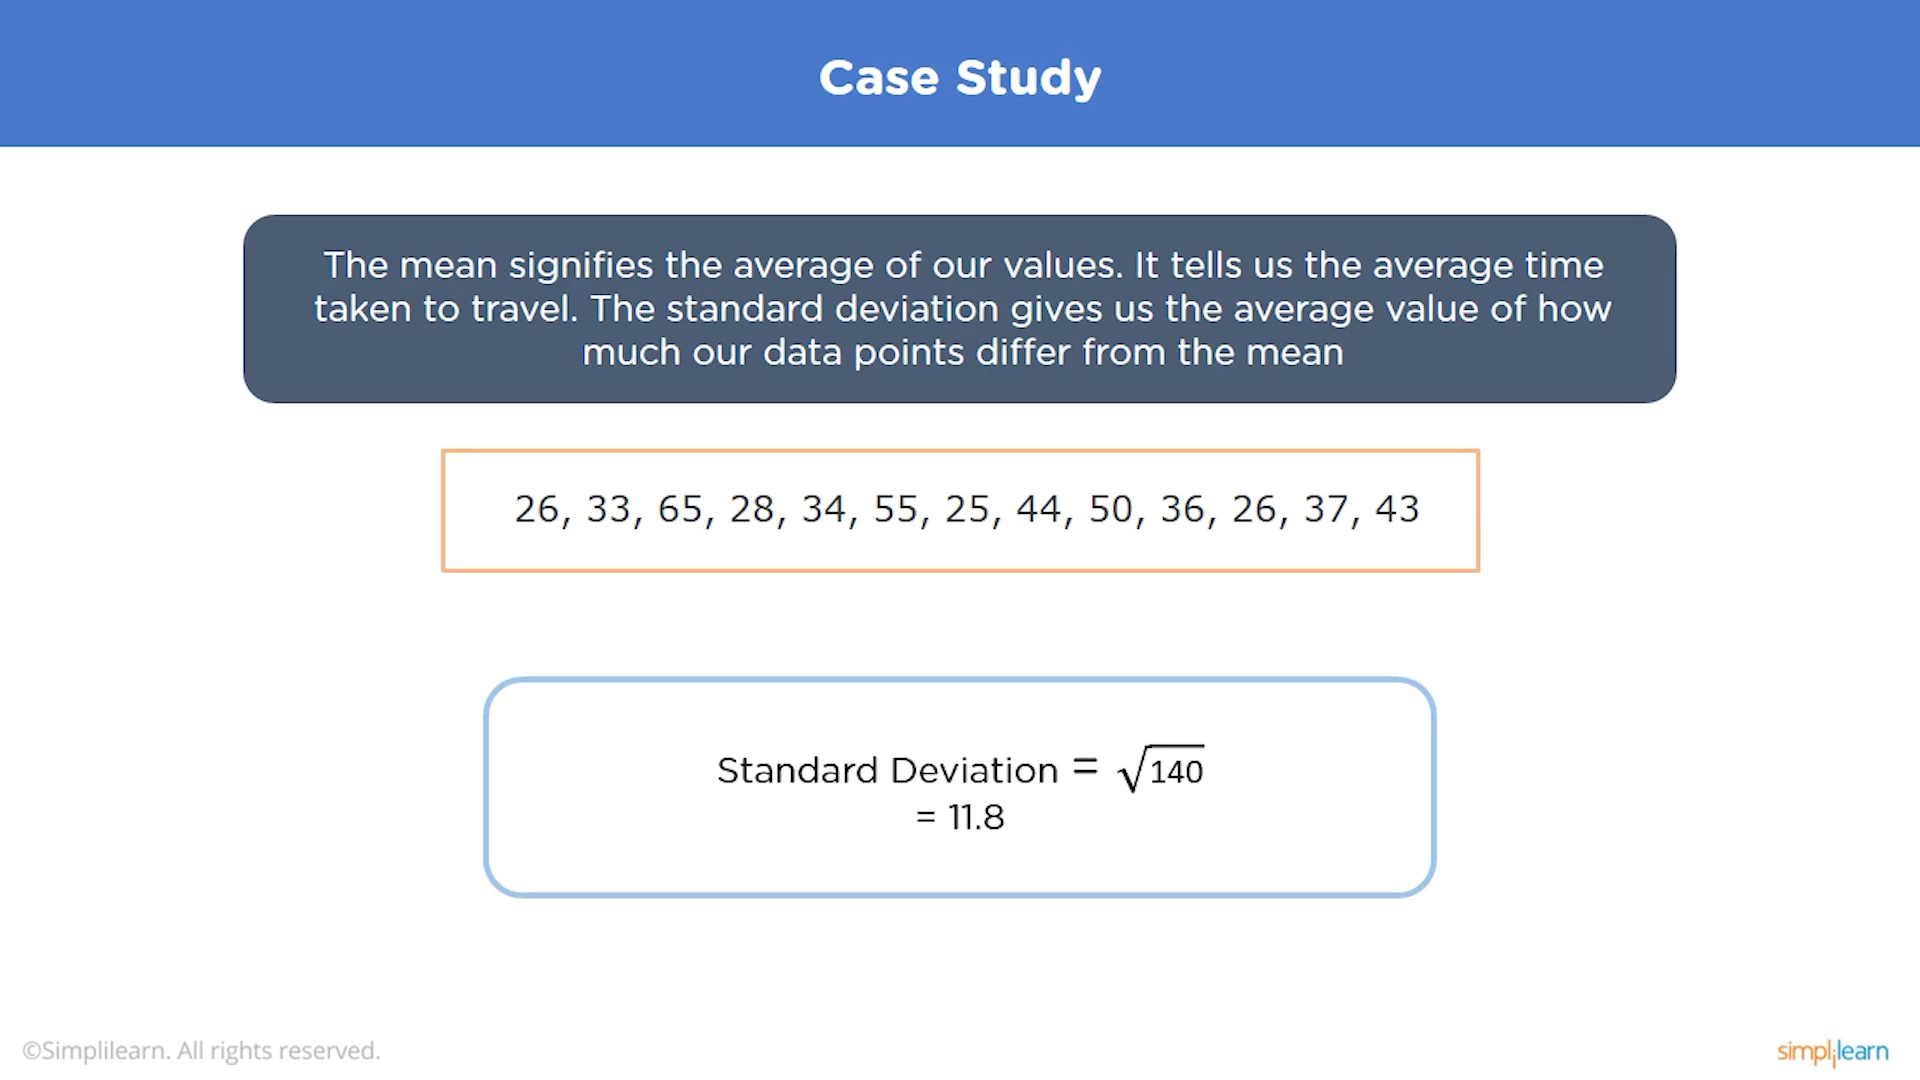 Case Study
The mean signifies the average of our values. It tells us the average time
taken to travel. The standard deviation gives us the average value of how
much our data points differ from the mean
26, 33, 65, 28, 34, 55, 25, 44, 50, 36, 26, 37, 43
Standard Deviation = √140
= 11.8
©Simplilearn. All rights reserved.
simplilearn